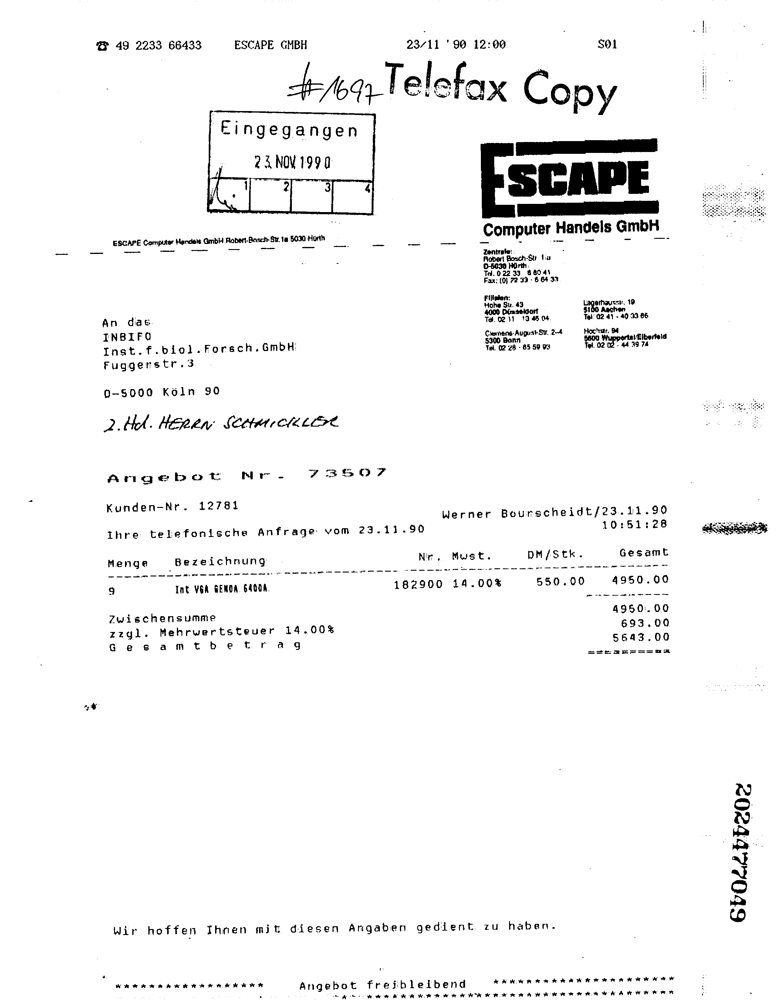 ☎ 49 2233 66433 ESCAPE GMBH 23/11 '90 12:00 S01
#1697 Telefax Copy
Eingegangen
23. NOV. 1990
1 2 3 4
ESCAPE
Computer Handels GmbH
ESCAPE Computer Handels GmbH Robert-Bosch-Str. 1a 5030 Hürth
Zentrale:
Robert Bosch-Str 1a
D-5030 Hürth
Tel. 0 22 33 6 60 41
Fax: (0) 22 33 - 6 64 33
Filialen:
Hohe Str. 43
4000 Düsseldorf
Tel. 02 11 13 46 04
Clemens-August-Str. 2-4
5300 Bonn
Tel. 02 28 - 65 59 93
Lagerhausstr. 19
5100 Aachen
Tel. 02 41 - 40 33 66
Hochstr. 94
5600 Wuppertal/Elberfeld
Tel. 02 02 - 44 39 74
An das
INBIFO
Inst.f.biol.Forsch.GmbH
Fuggerstr.3
D-5000 Köln 90
z.Hd. HERRN SCHMICKLER
Angebot Nr. 73507
Kunden-Nr. 12781
Werner Bourscheidt/23.11.90
Ihre telefonische Anfrage vom 23.11.90 10:51:28
Menge Bezeichnung Nr. Mwst. DM/Stk. Gesamt
9 Int VGA GENOA 6400A 182900 14.00% 550.00 4950.00
Zwischensumme 4950.00
zzgl. Mehrwertsteuer 14.00% 693.00
Gesamtbetrag 5643.00
==========
2024477049
Wir hoffen Ihnen mit diesen Angaben gedient zu haben.
****************** Angebot freibleibend **********************